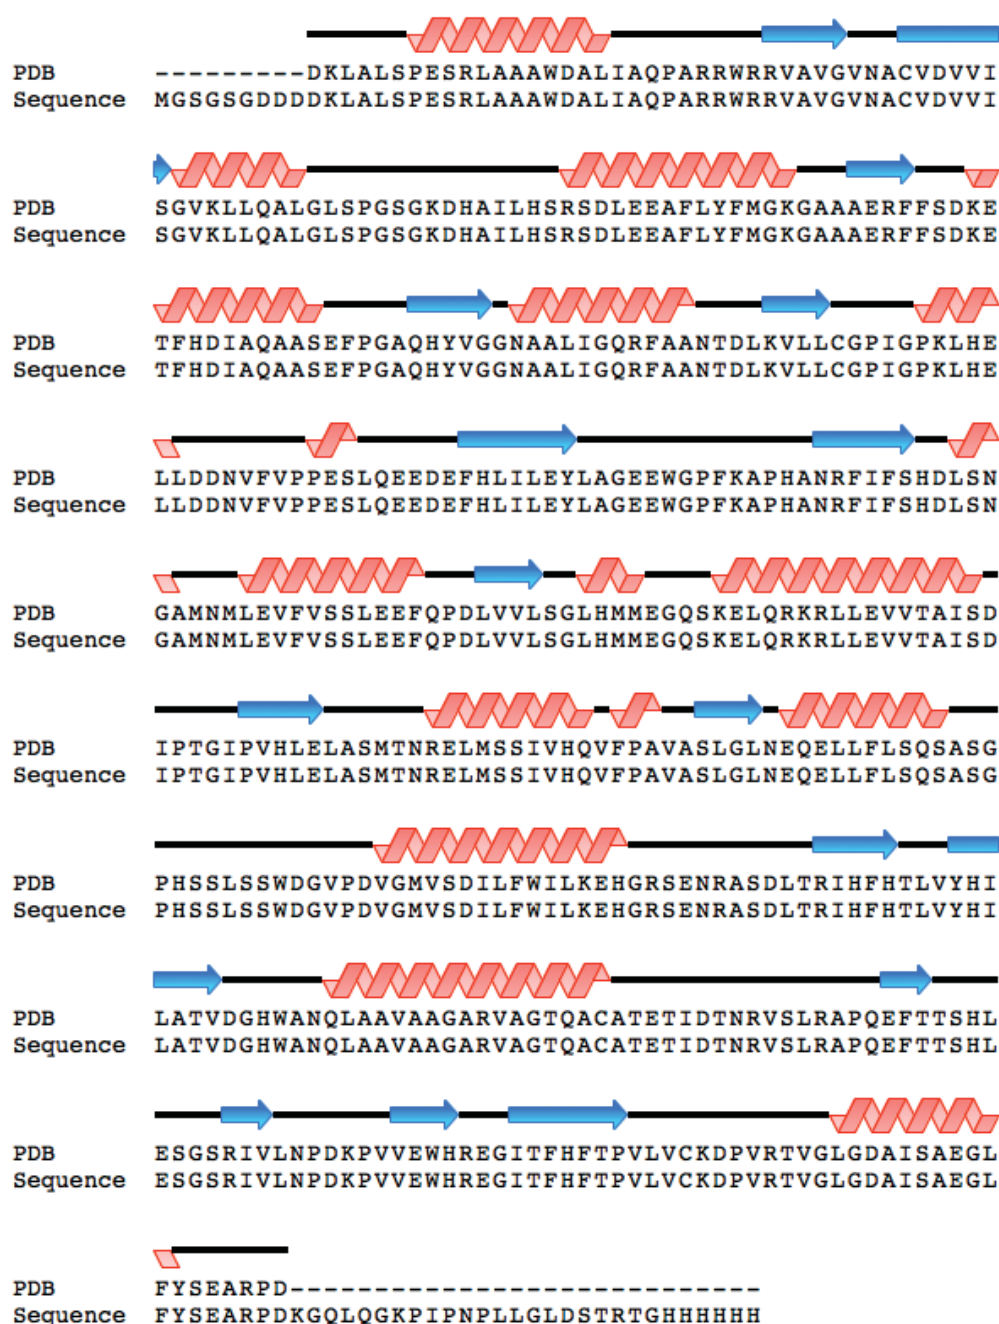 PDB ---------DKLALSPESRLAAAWDALIAQPARRWRRVAVGVNACVDVVI
Sequence MGSGSGDDDDKLALSPESRLAAAWDALIAQPARRWRRVAVGVNACVDVVI
PDB SGVKLLQALGLSPGSGKDHAILHSRSDLEEAFLYFMGKGAAAERFFSDKE
Sequence SGVKLLQALGLSPGSGKDHAILHSRSDLEEAFLYFMGKGAAAERFFSDKE
PDB TFHDIAQAASEFPGAQHYVGGNAALIGQRFAANTDLKVLLCGPIGPKLHE
Sequence TFHDIAQAASEFPGAQHYVGGNAALIGQRFAANTDLKVLLCGPIGPKLHE
PDB LLDDNVFVPPESLQEEDEFHLILEYLAGEEWGPFKAPHANRFIFSHDLSN
Sequence LLDDNVFVPPESLQEEDEFHLILEYLAGEEWGPFKAPHANRFIFSHDLSN
PDB GAMNMLEVFVSSLEEFQPDLVVLSGLHMMEGQSKELQRKRLLEVVTAISD
Sequence GAMNMLEVFVSSLEEFQPDLVVLSGLHMMEGQSKELQRKRLLEVVTAISD
PDB IPTGIPVHLELASMTNRELMSSIVHQVFPAVASLGLNEQELLFLSQSASG
Sequence IPTGIPVHLELASMTNRELMSSIVHQVFPAVASLGLNEQELLFLSQSASG
PDB PHSSLSSWDGVPDVGMVSDILFWILKEHGRSENRASDLTRIHFHTLVYHI
Sequence PHSSLSSWDGVPDVGMVSDILFWILKEHGRSENRASDLTRIHFHTLVYHI
PDB LATVDGHWANQLAAVAAGARVAGTQACATETIDTNRVSLRAPQEFTTSHL
Sequence LATVDGHWANQLAAVAAGARVAGTQACATETIDTNRVSLRAPQEFTTSHL
PDB ESGSRIVLNPDKPVVEWHREGITFHFTPVLVCKDPVRTVGLGDAISAEGL
Sequence ESGSRIVLNPDKPVVEWHREGITFHFTPVLVCKDPVRTVGLGDAISAEGL
PDB FYSEARPD----------------------------
Sequence FYSEARPDKGQLQGKPIPNPLLGLDSTRTGHHHHHH